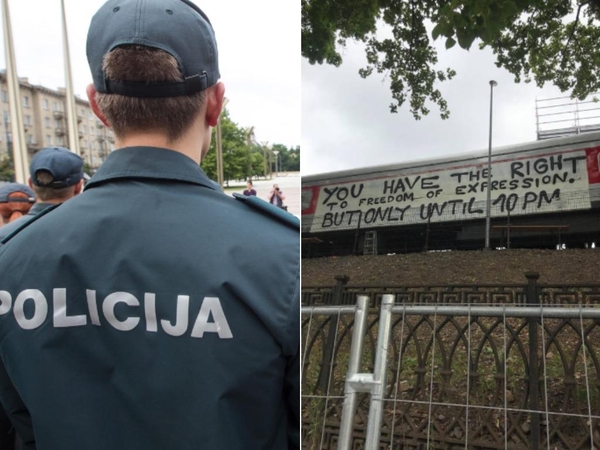 POLICIJA
YOU HAVE THE RIGHT
TO FREEDOM OF EXPRESSION.
BUT ONLY UNTIL 10 PM